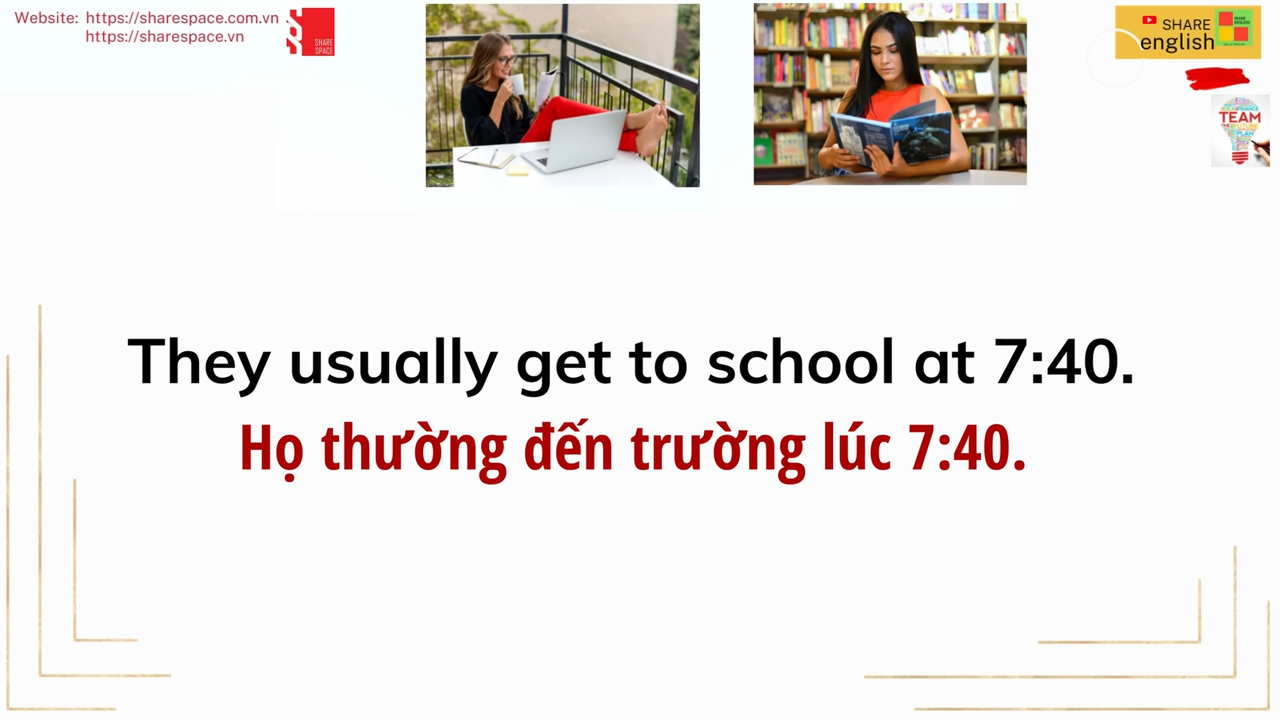 Website: https://sharespace.com.vn
https://sharespace.vn
SHARE
SPACE
SHARE
english
TEAM
PLAN
They usually get to school at 7:40.
Họ thường đến trường lúc 7:40.